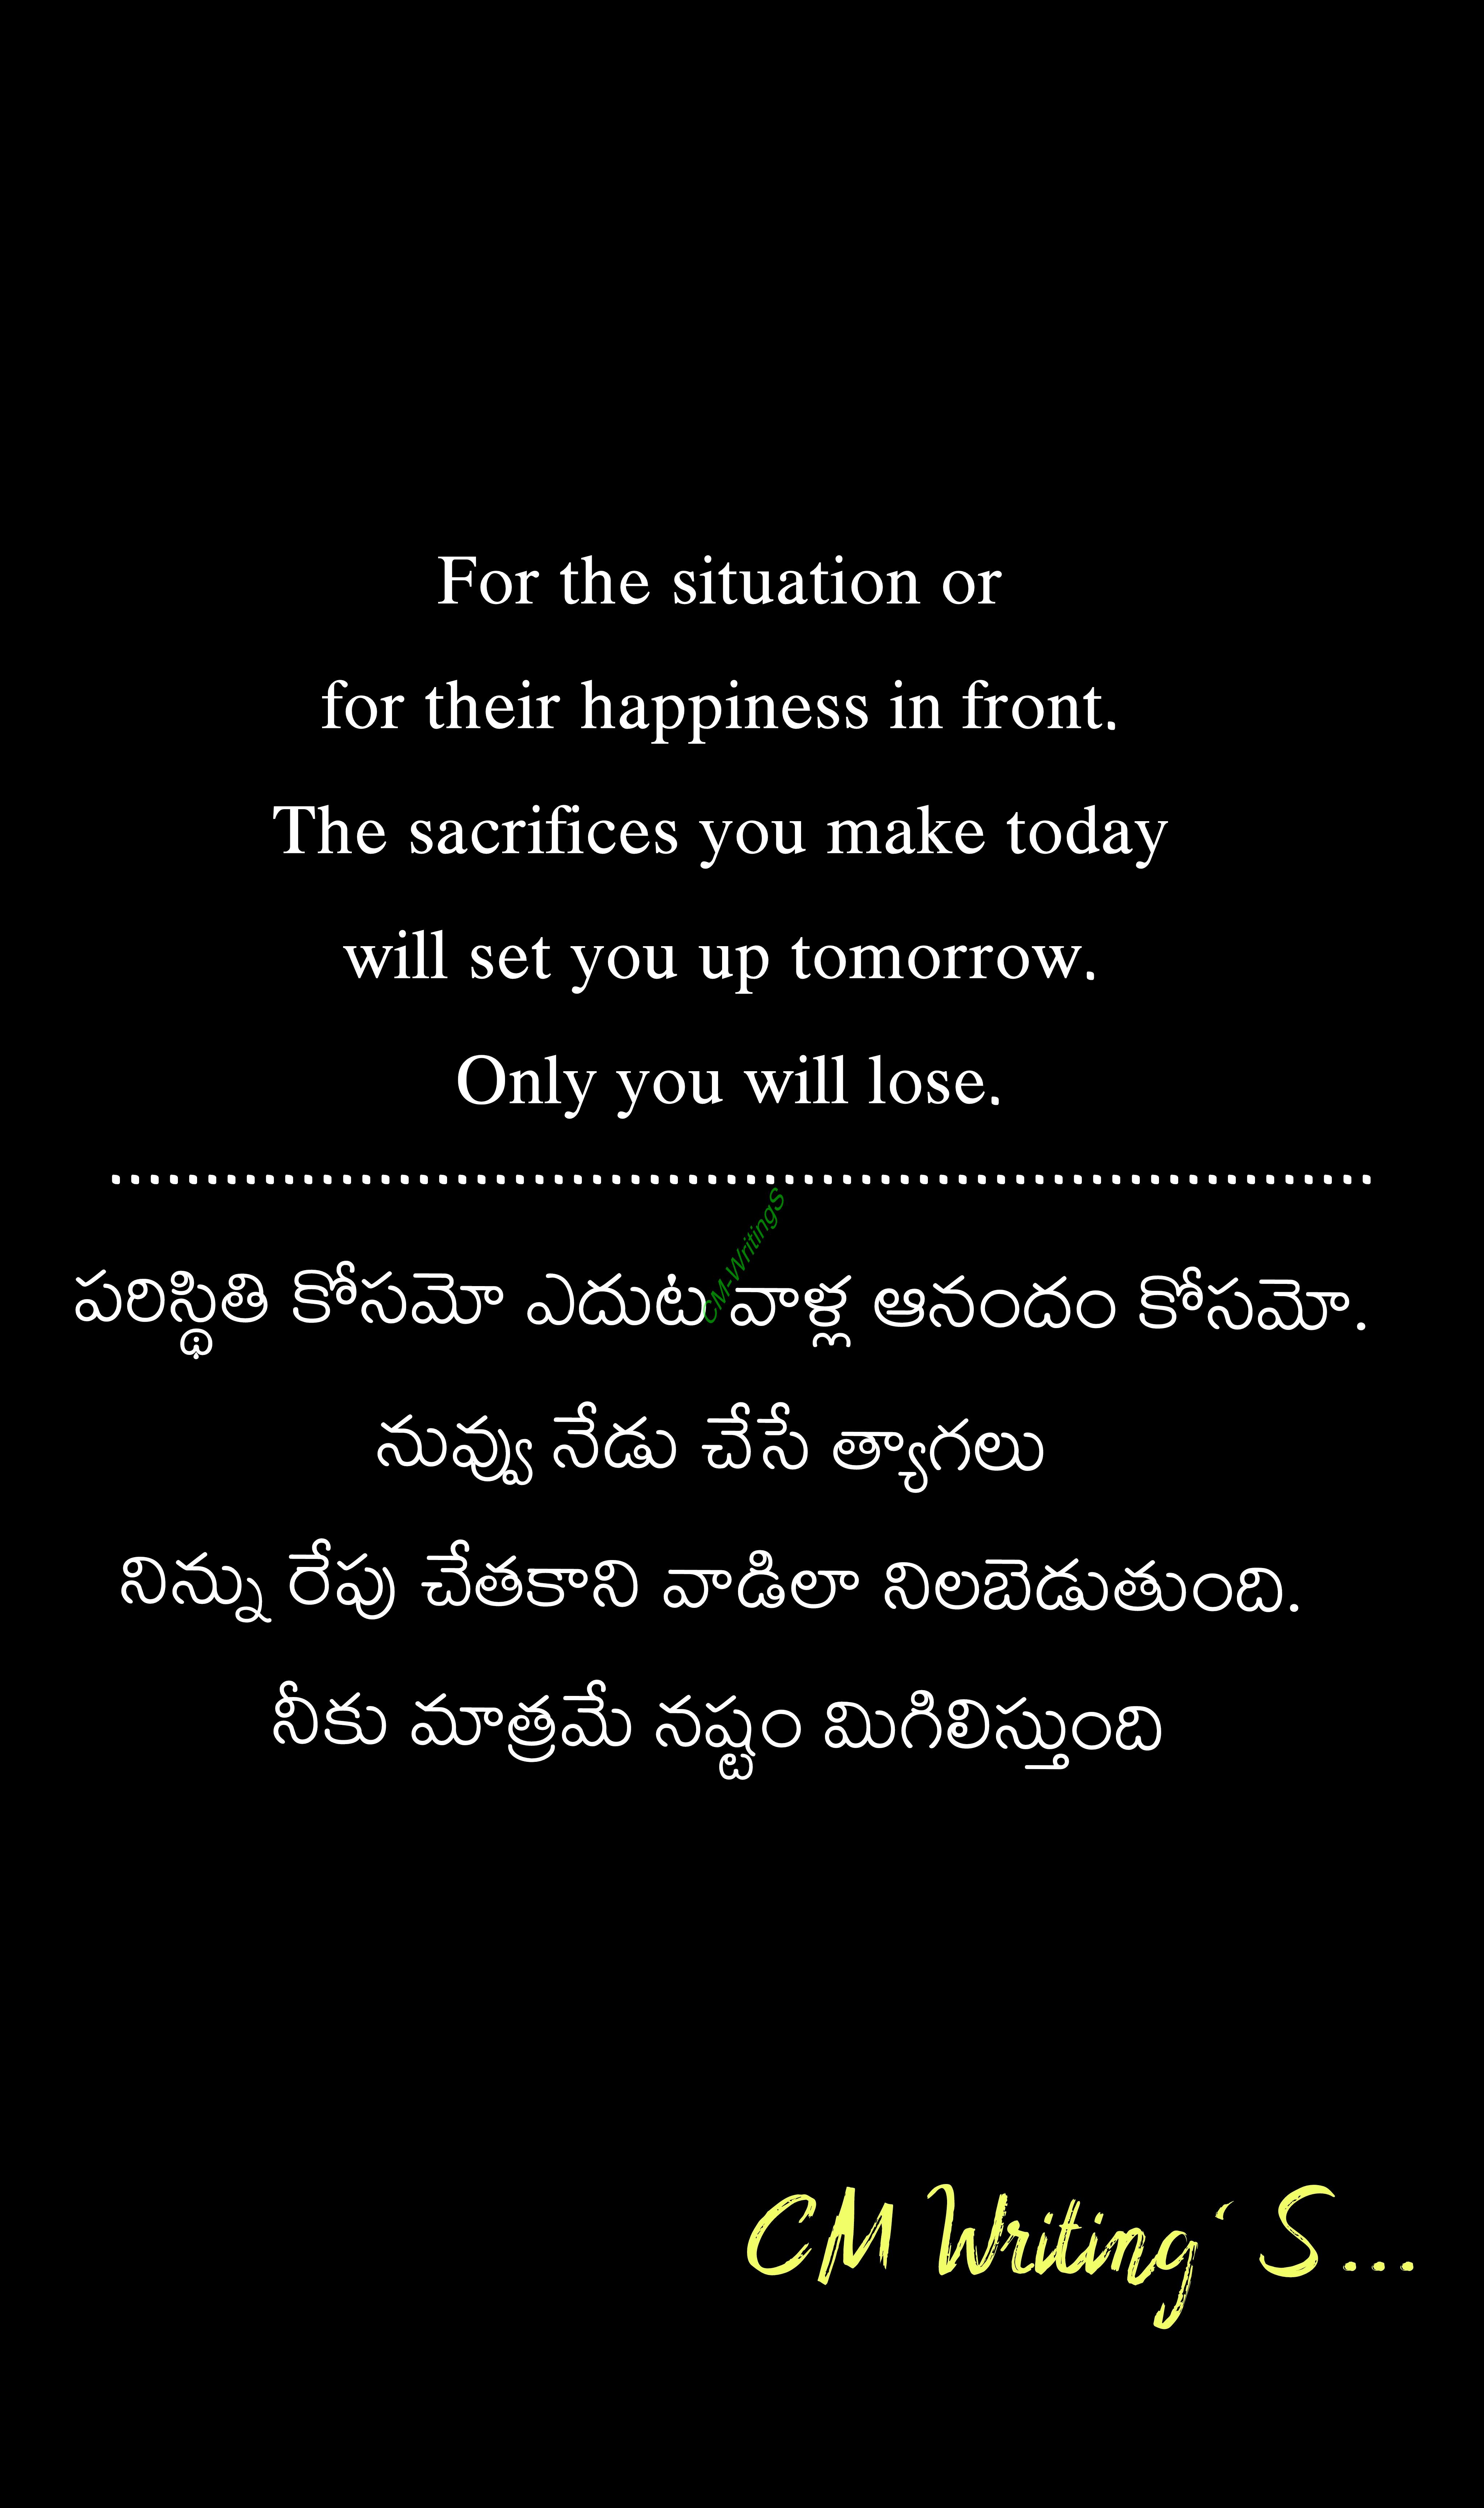 For the situation or
for their happiness in front.
The sacrifices you make today
will set you up tomorrow.
Only you will lose.
..................................................................
CM-Writings
పరిస్థితి కోసమో ఎదుట వాళ్ల ఆనందం కోసమో.
నువ్వు నేడు చేసే త్యాగలు
నిన్ను రేపు చేతకాని వాడిలా నిలబెడుతుంది.
నీకు మాత్రమే నష్టం మిగిలిస్తుంది
CM Writing' S...